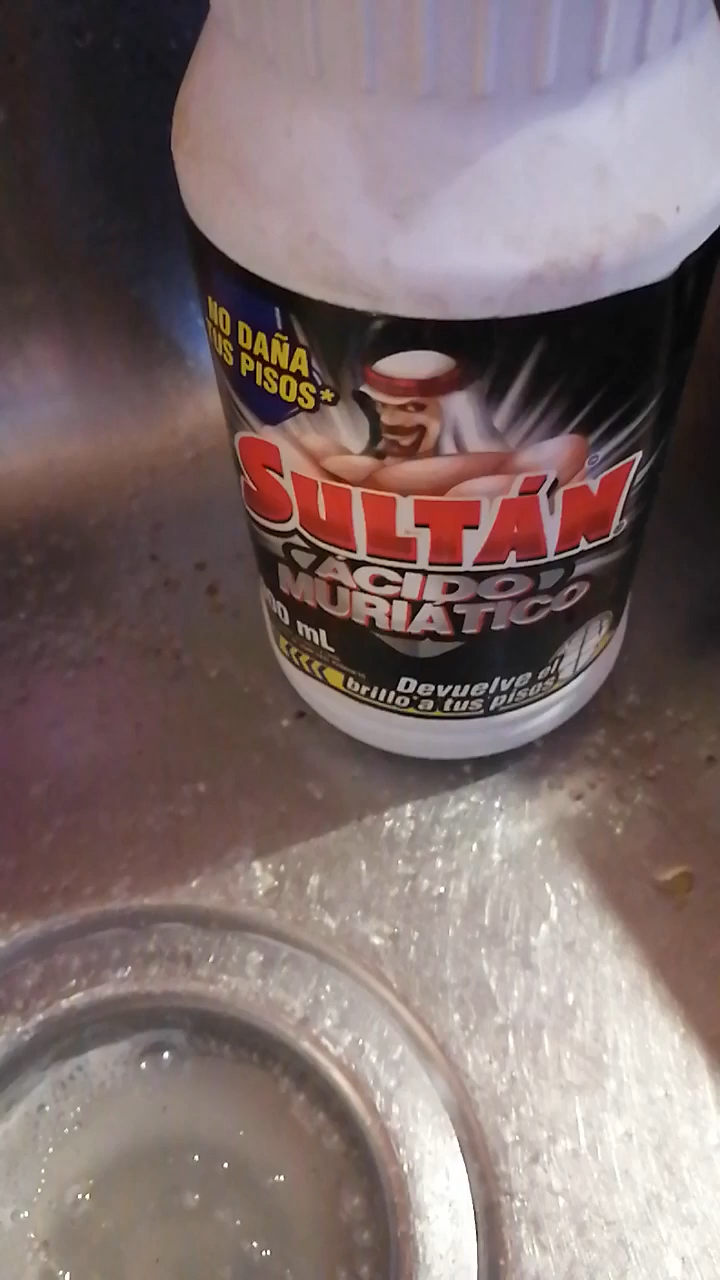 NO DAÑA
TUS PISOS*
SULTÁN
ÁCIDO
MURIÁTICO
mL
Devuelve el
brillo a tus pisos